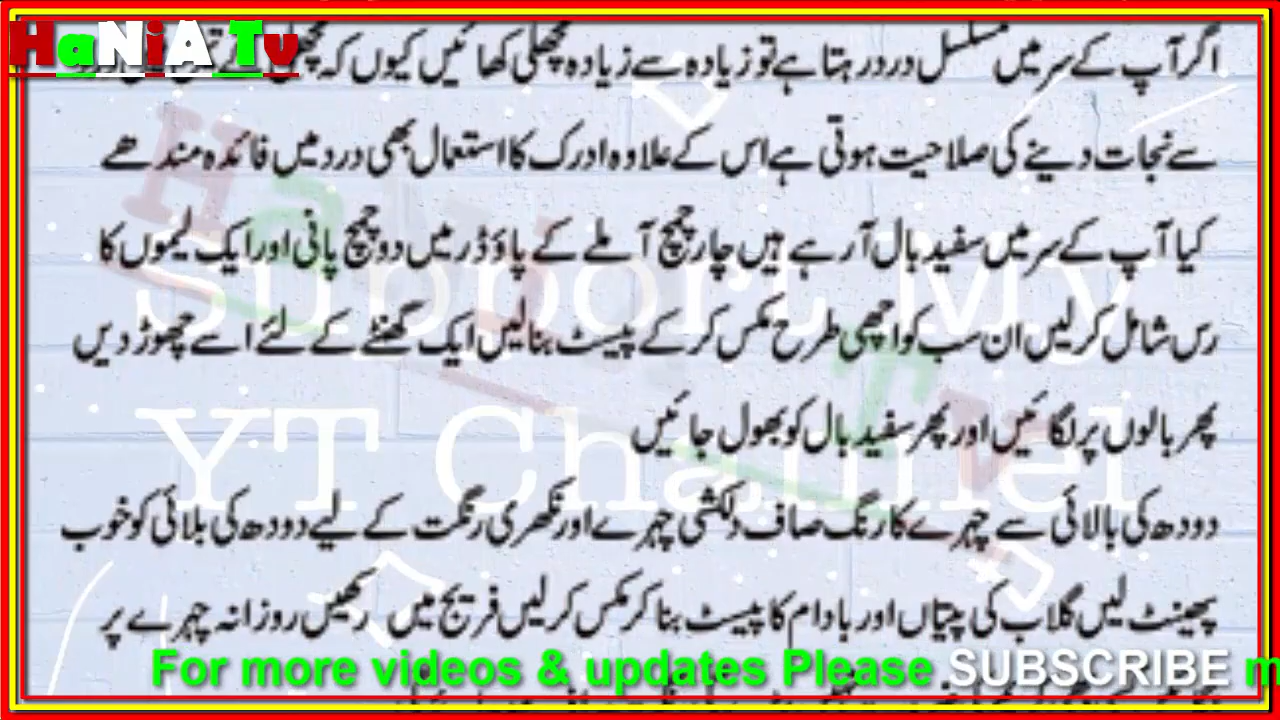 HaNiA Tv
اگر آپ کے سر میں مسلسل درد رہتا ہے تو زیادہ سے زیادہ مچھلی کھائیں کیوں کہ
سے نجات دینے کی صلاحیت ہوتی ہے اس کے علاوہ ادرک کا استعمال بھی درد میں فائدہ مندھے
کیا آپ کے سر میں سفید بال آرہے ہیں چار چمچ آملے کے پاؤڈر میں دو چمچ پانی اور ایک لیموں کا
رس شامل کرلیں ان سب کو اچھی طرح مکس کرکے پیسٹ بنالیں ایک گھنٹے کے لئے اسے چھوڑ دیں
پھر بالوں پر لگائیں اور پھر سفید بال کو بھول جائیں
دودھ کی بالائی سے چہرے کا رنگ صاف دلکشی چہرے اور نکھری رنگت کے لیے دودھ کی بلائی کو خوب
پھینٹ لیں گلاب کی پیتاں اور بادام کا پیسٹ بنا کر مکس کرلیں فریج میں رکھیں روزانہ چہرے پر
Support My
YT Channel
For more videos & updates Please SUBSCRIBE m